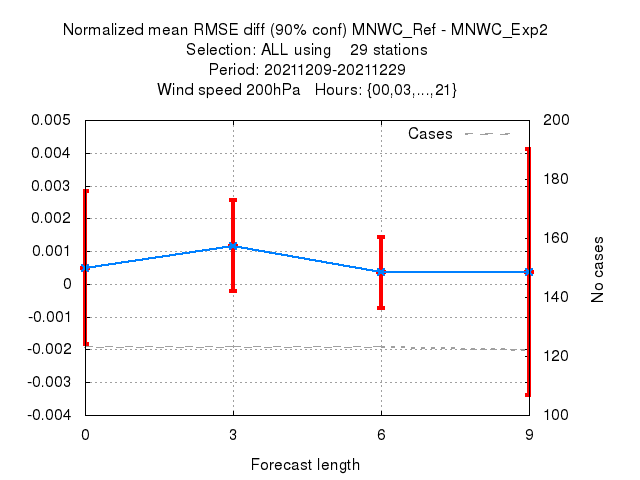 Normalized mean RMSE diff (90% conf) MNWC_Ref - MNWC_Exp2
Selection: ALL using    29 stations
Period: 20211209-20211229
Wind speed 200hPa   Hours: {00,03,...,21}
Cases
0.005
0.004
0.003
0.002
0.001
0
-0.001
-0.002
-0.003
-0.004
200
180
160
140
120
100
No cases
0 3 6 9
Forecast length